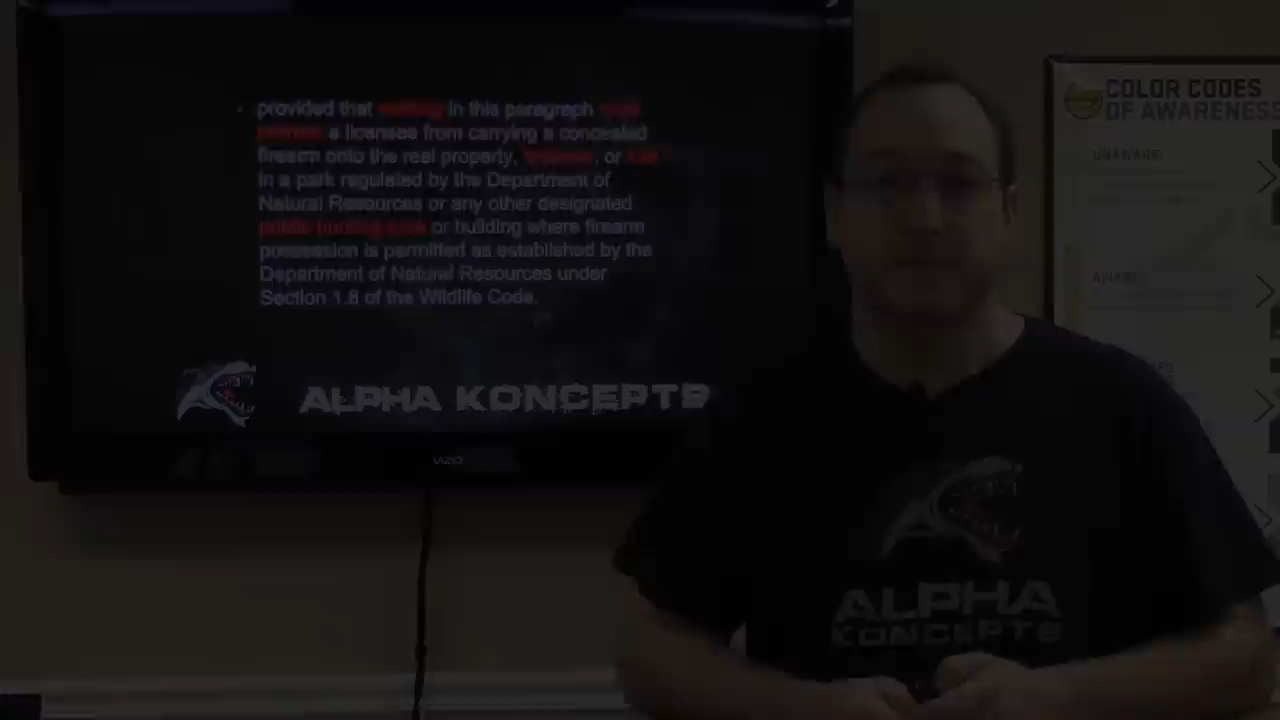 provided that nothing in this paragraph shall
a licensee from carrying a concealed
firearm onto the real property, trailway, or trail
in a park regulated by the Department of
Natural Resources or any other designated
public hunting area or building where firearm
possession is permitted as established by the
Department of Natural Resources under
Section 1.8 of the Wildlife Code.
ALPHA KONCEPTS
VIZIO
COLOR CODES
OF AWARENESS
UNAWARE
AWARE
ALPHA
KONCEPTS